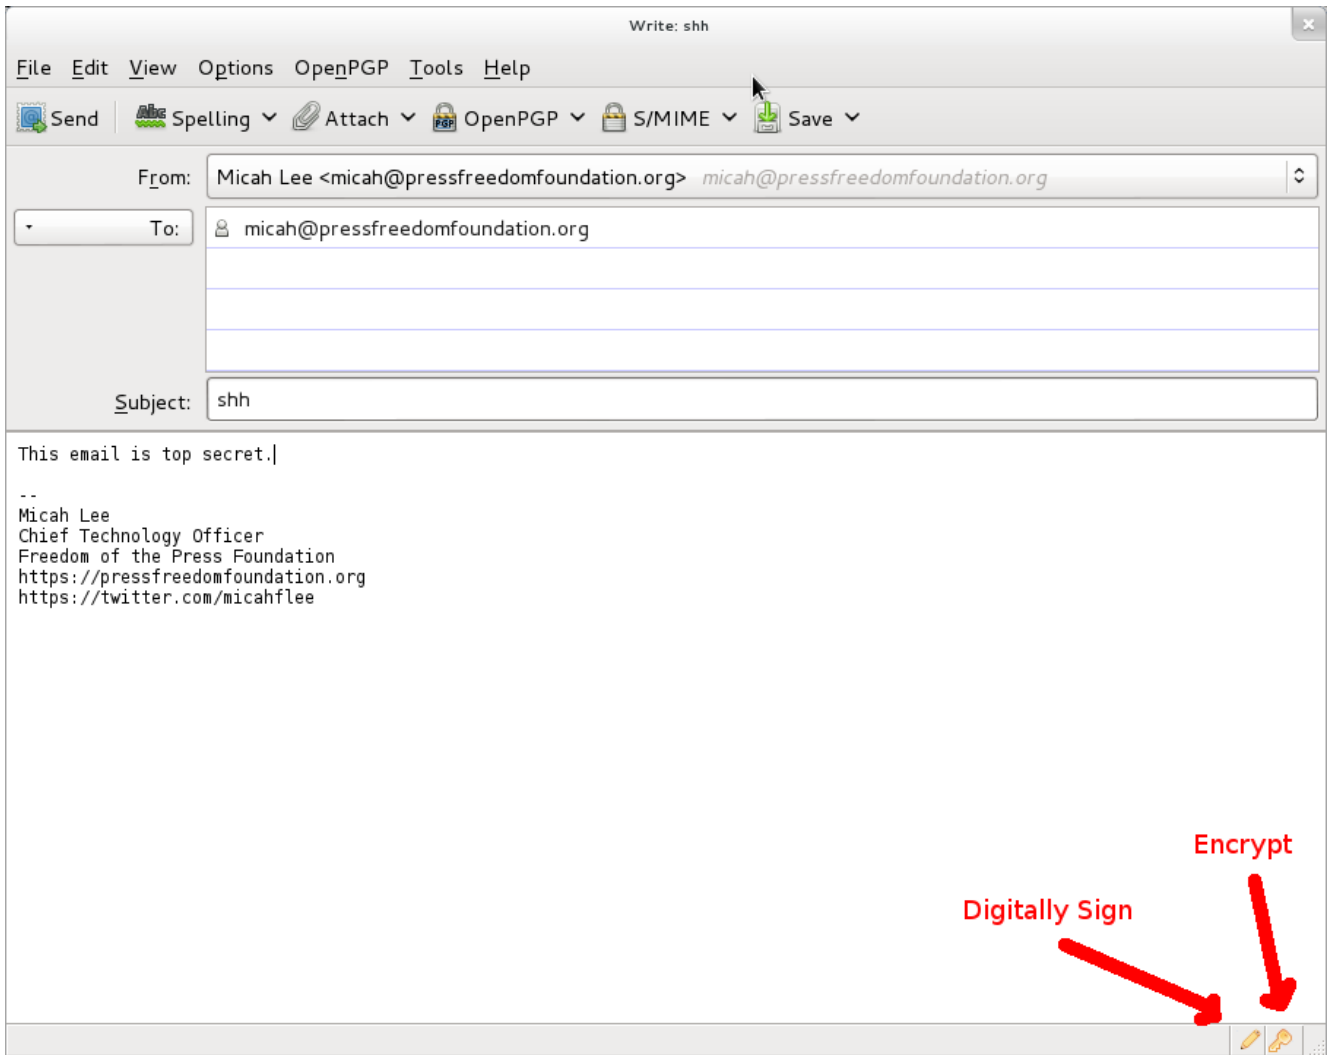 Write: shh
File Edit View Options OpenPGP Tools Help
Send Abc Spelling Attach PGP OpenPGP S/MIME Save
From: Micah Lee <micah@pressfreedomfoundation.org> micah@pressfreedomfoundation.org
To: micah@pressfreedomfoundation.org
Subject: shh
This email is top secret.
--
Micah Lee
Chief Technology Officer
Freedom of the Press Foundation
https://pressfreedomfoundation.org
https://twitter.com/micahflee
Encrypt
Digitally Sign